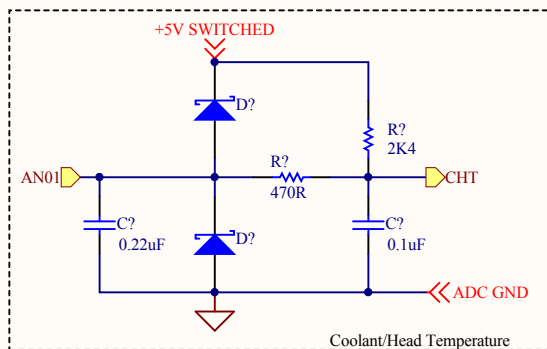 +5V SWITCHED
D?
R?
2K4
R?
470R
AN01
CHT
C?
0.22uF
D?
C?
0.1uF
ADC GND
Coolant/Head Temperature